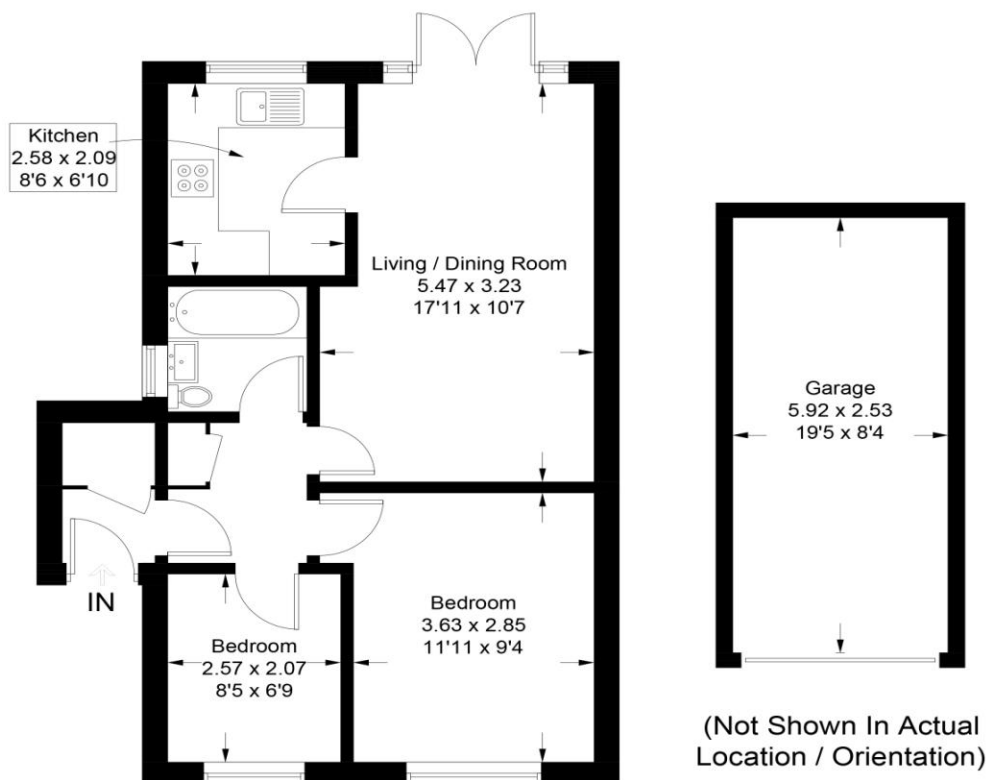 Kitchen
2.58 x 2.09
8'6 x 6'10
Living / Dining Room
5.47 x 3.23
17'11 x 10'7
Garage
5.92 x 2.53
19'5 x 8'4
IN
Bedroom
2.57 x 2.07
8'5 x 6'9
Bedroom
3.63 x 2.85
11'11 x 9'4
(Not Shown In Actual
Location / Orientation)